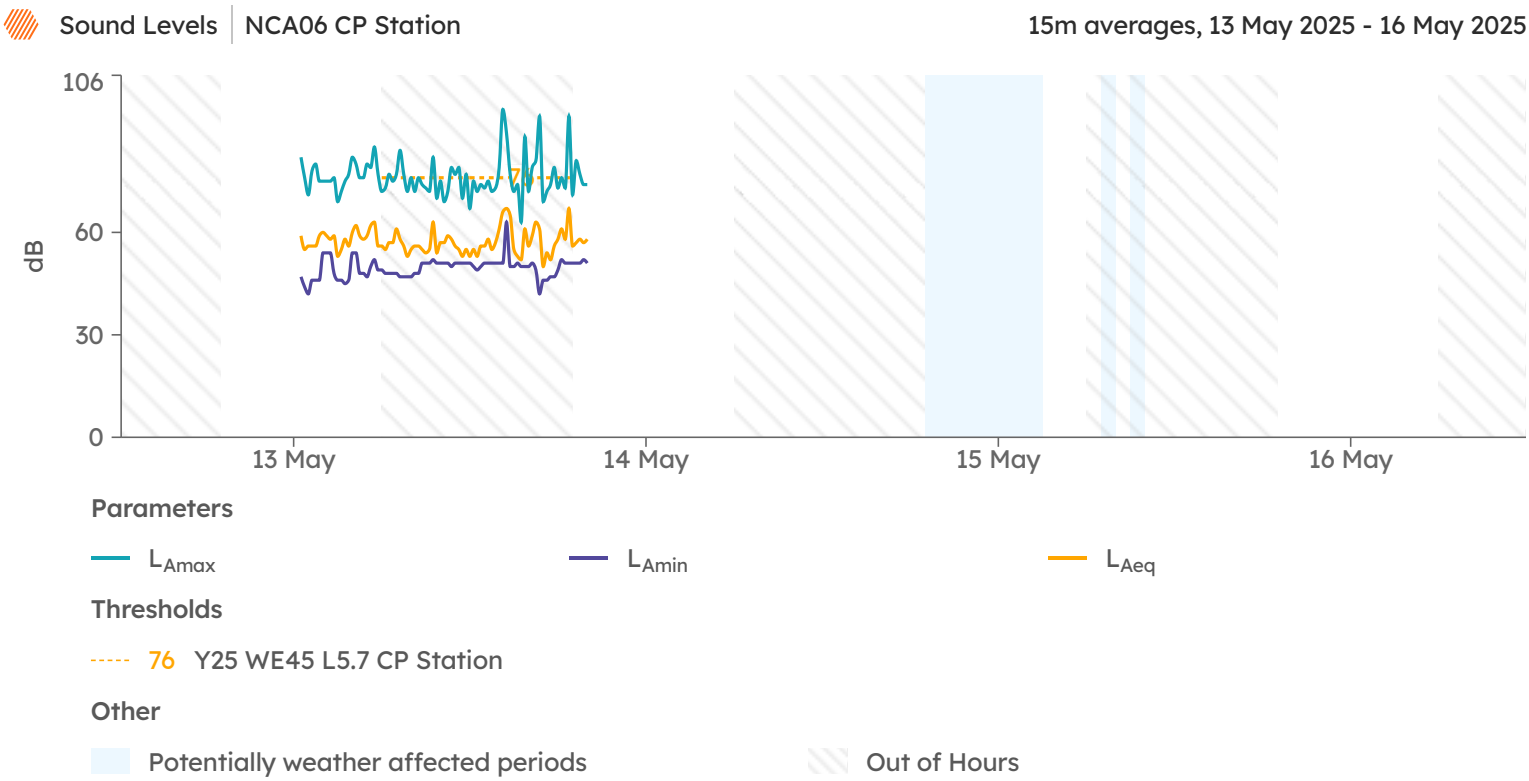 Sound Levels NCA06 CP Station 15m averages, 13 May 2025 - 16 May 2025
106
60
dB
30
0
13 May 14 May 15 May 16 May
Parameters
LAmax LAmin LAeq
Thresholds
76 Y25 WE45 L5.7 CP Station
Other
Potentially weather affected periods Out of Hours